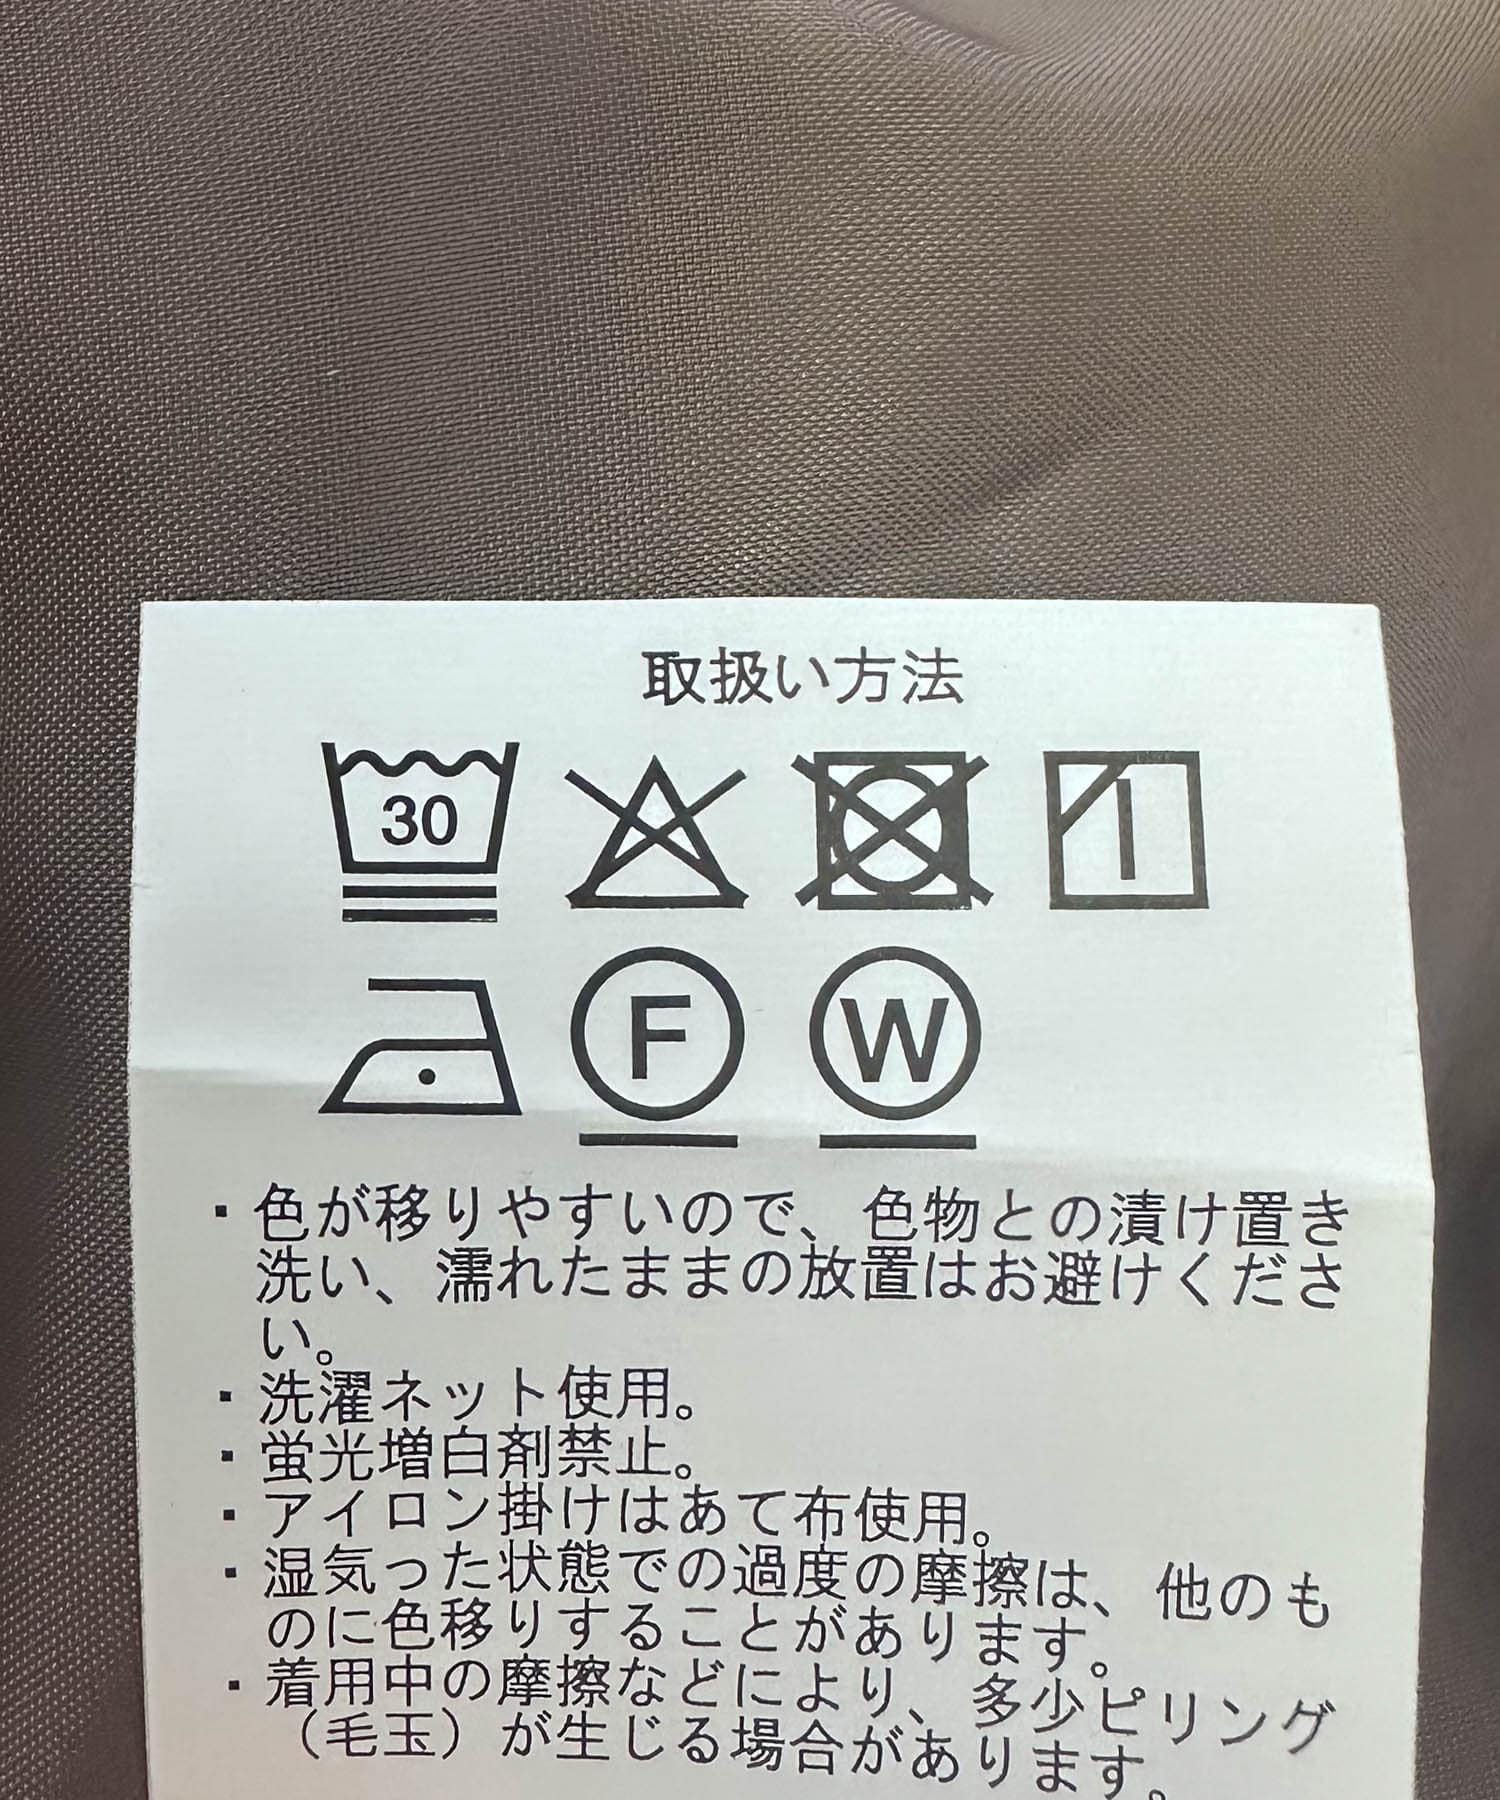 取扱い方法
30
F
W
・色が移りやすいので、色物との漬け置き
洗い、濡れたままの放置はお避けくださ
い。
・洗濯ネット使用。
・蛍光増白剤禁止。
・アイロン掛けはあて布使用。
・湿気った状態での過度の摩擦は、他のも
のに色移りすることがあります。
・着用中の摩擦などにより、多少ピリング
（毛玉）が生じる場合があります。